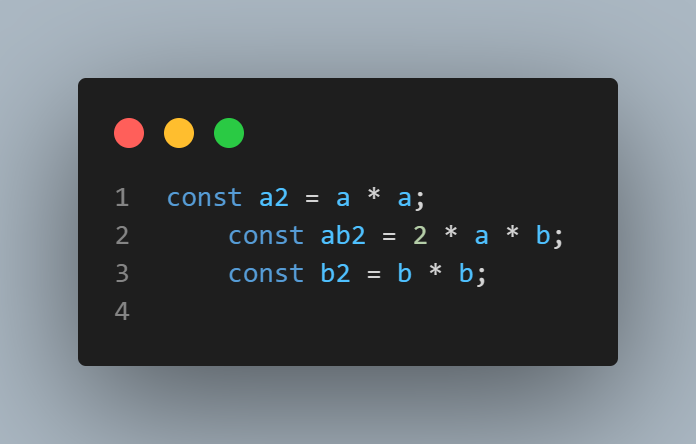 1 const a2 = a * a;
2     const ab2 = 2 * a * b;
3     const b2 = b * b;
4